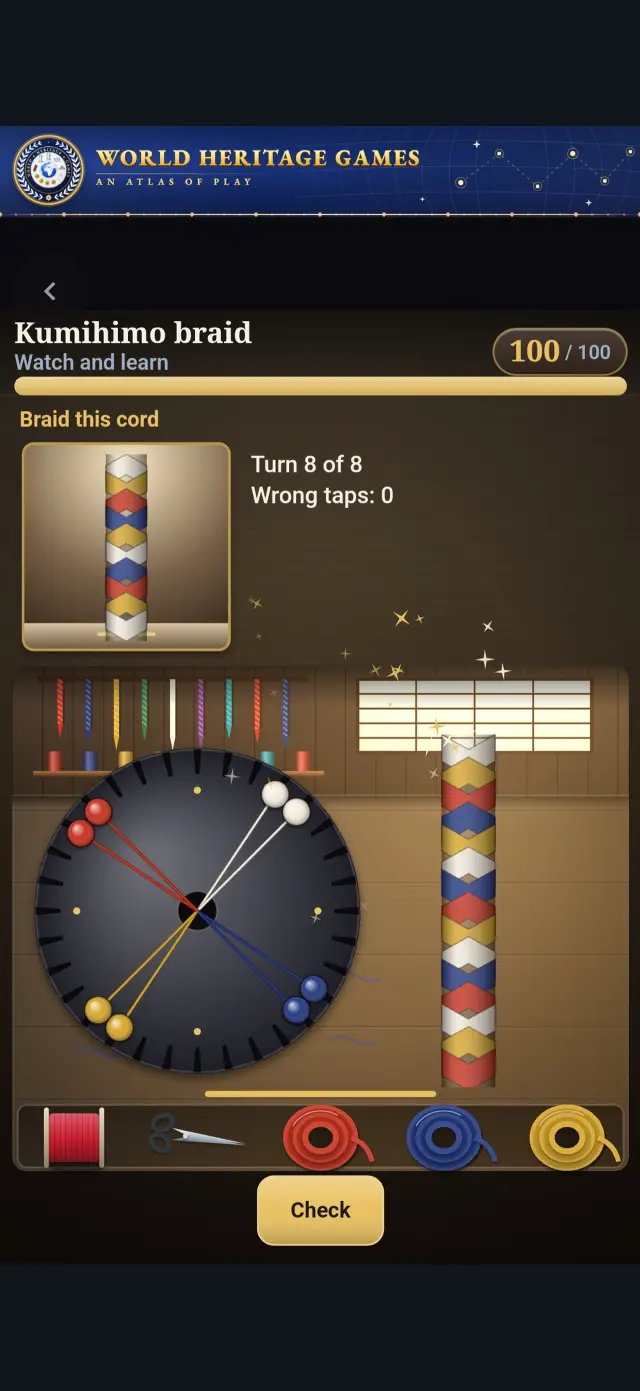 WORLD HERITAGE GAMES
AN ATLAS OF PLAY
Kumihimo braid
Watch and learn
100 / 100
Braid this cord
Turn 8 of 8
Wrong taps: 0
Check